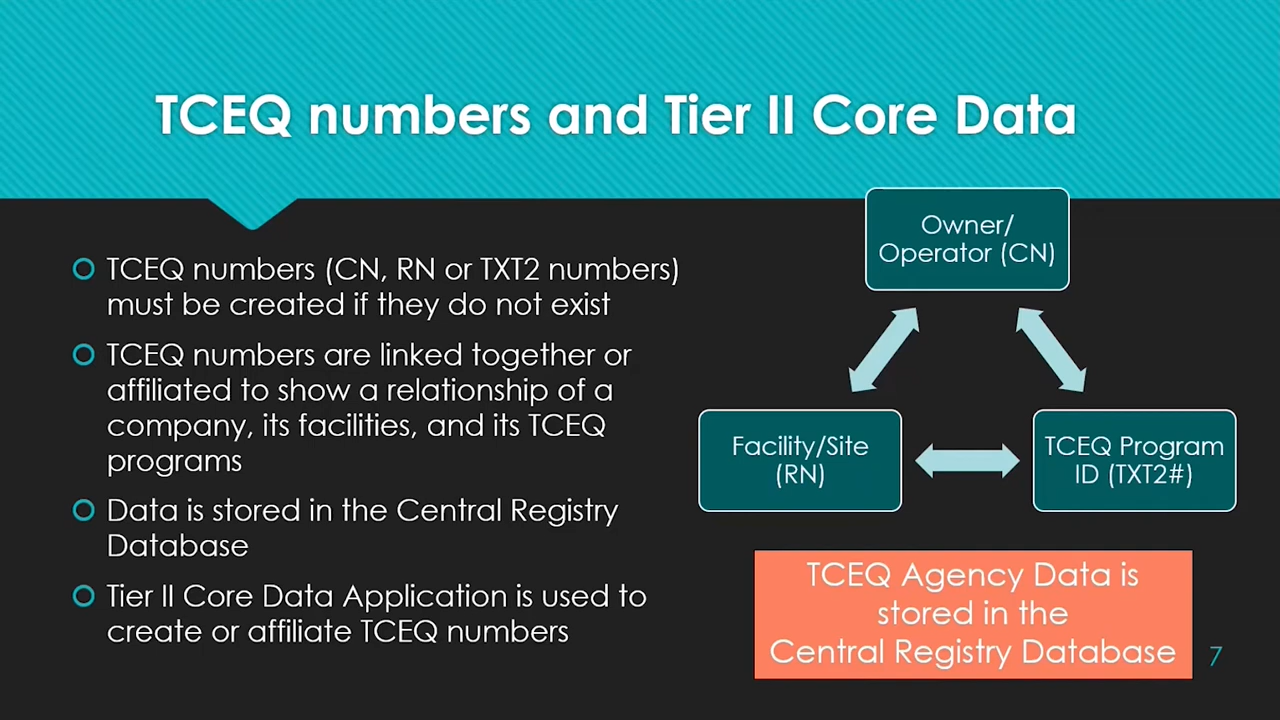 TCEQ numbers and Tier II Core Data
TCEQ numbers (CN, RN or TXT2 numbers)
must be created if they do not exist
TCEQ numbers are linked together or
affiliated to show a relationship of a
company, its facilities, and its TCEQ
programs
Data is stored in the Central Registry
Database
Tier II Core Data Application is used to
create or affiliate TCEQ numbers
Owner/
Operator (CN)
Facility/Site
(RN)
TCEQ Program
ID (TXT2#)
TCEQ Agency Data is
stored in the
Central Registry Database
7